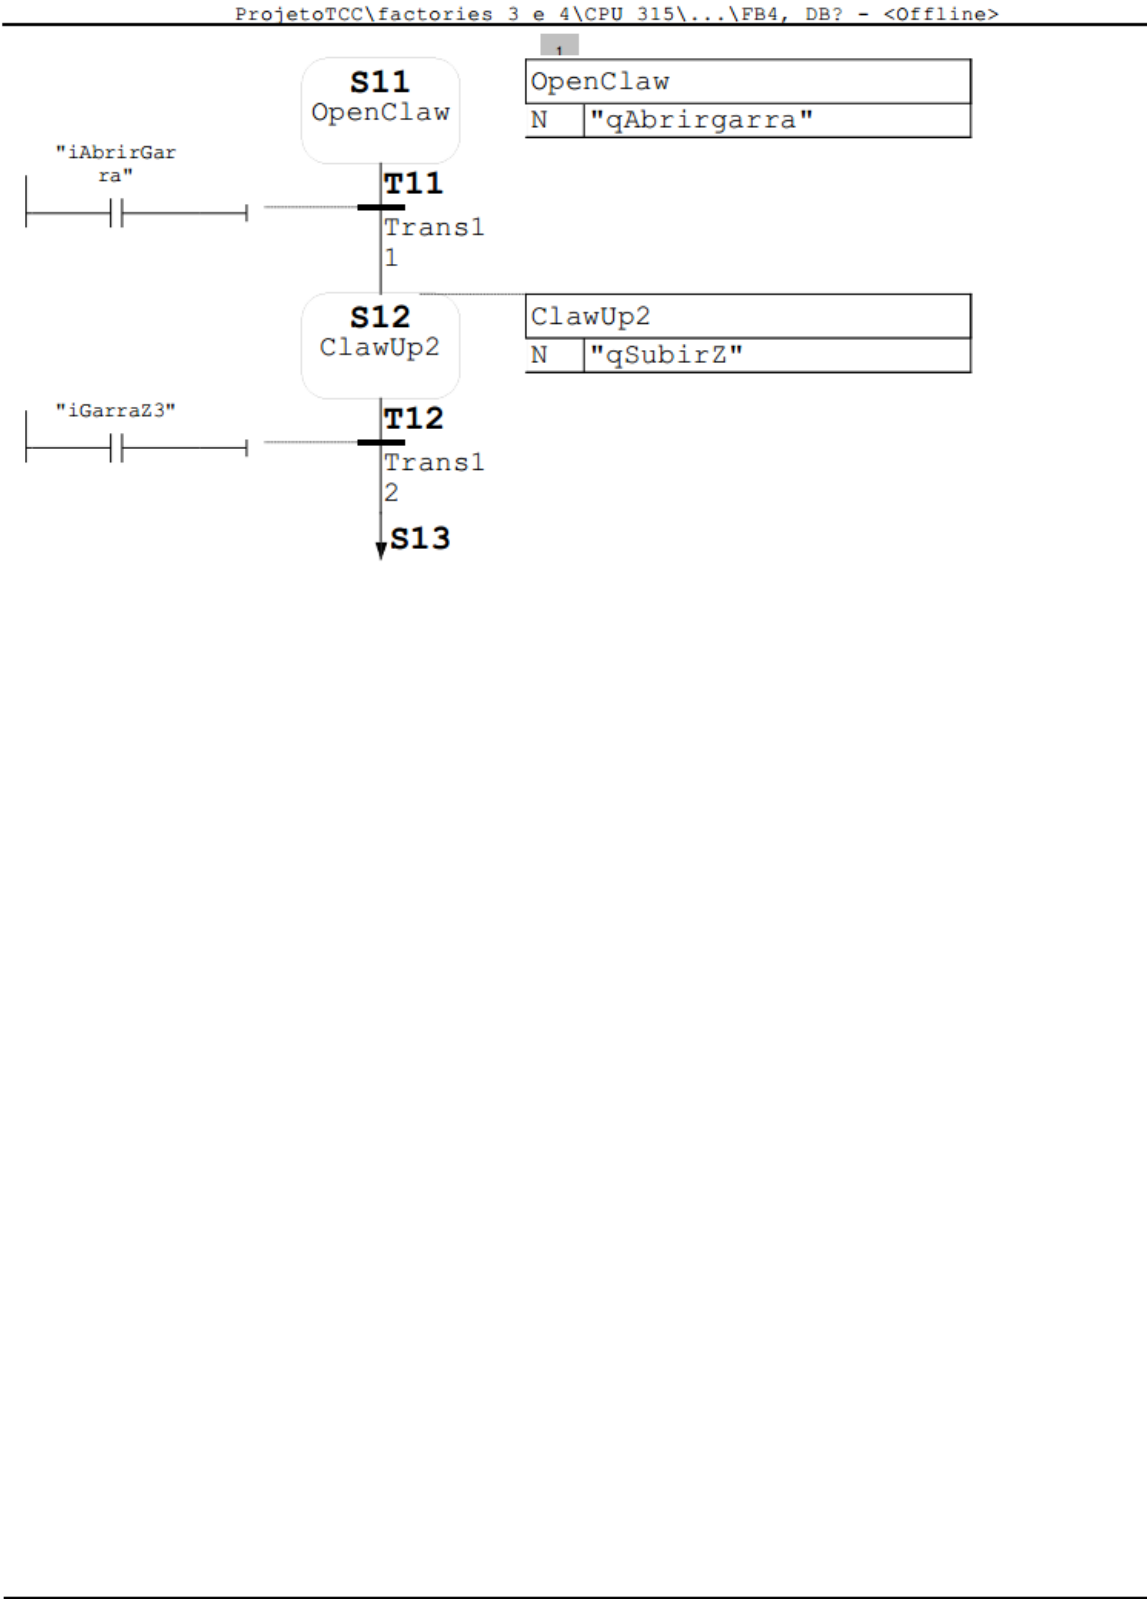 ProjetoTCC\factories 3 e 4\CPU 315\...\FB4, DB? - <Offline>
1
S11
OpenClaw
OpenClaw
N "qAbrirgarra"
"iAbrirGar
ra"
T11
Trans1
1
S12
ClawUp2
ClawUp2
N "qSubirZ"
"iGarraZ3"
T12
Trans1
2
S13